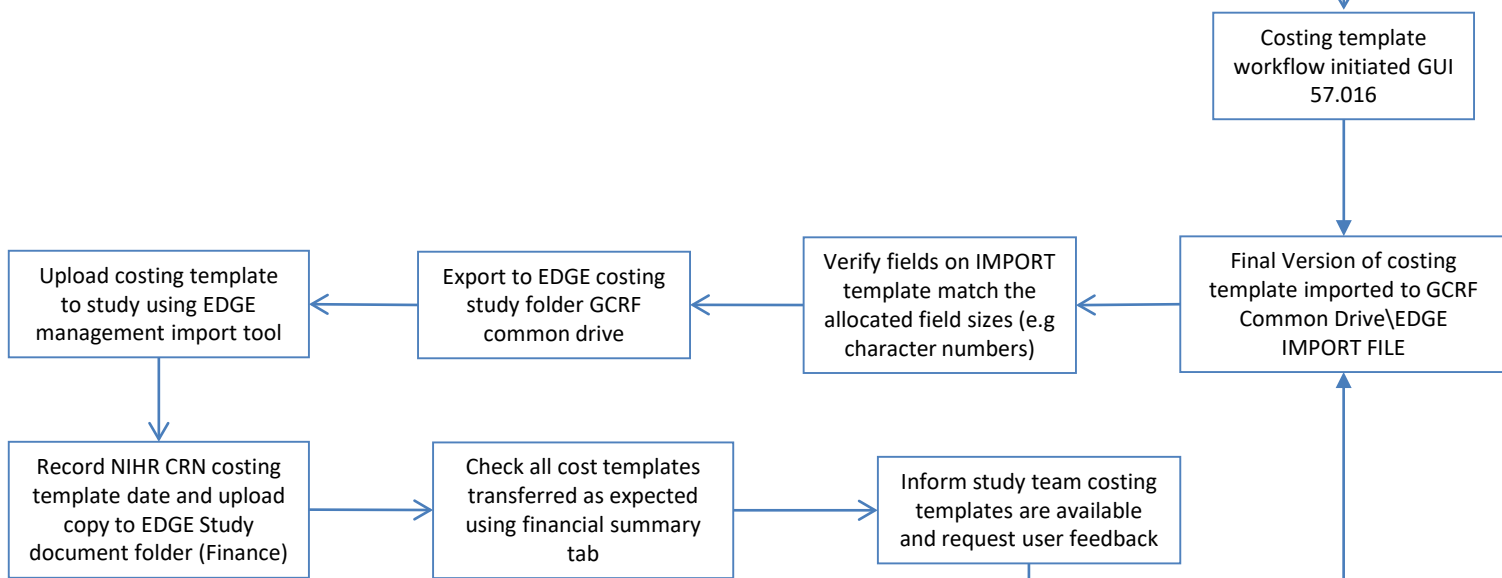 Costing template
workflow initiated GUI
57.016
Final Version of costing
template imported to GCRF
Common Drive\EDGE
IMPORT FILE
Verify fields on IMPORT
template match the
allocated field sizes (e.g
character numbers)
Export to EDGE costing
study folder GCRF
common drive
Upload costing template
to study using EDGE
management import tool
Record NIHR CRN costing
template date and upload
copy to EDGE Study
document folder (Finance)
Check all cost templates
transferred as expected
using financial summary
tab
Inform study team costing
templates are available
and request user feedback